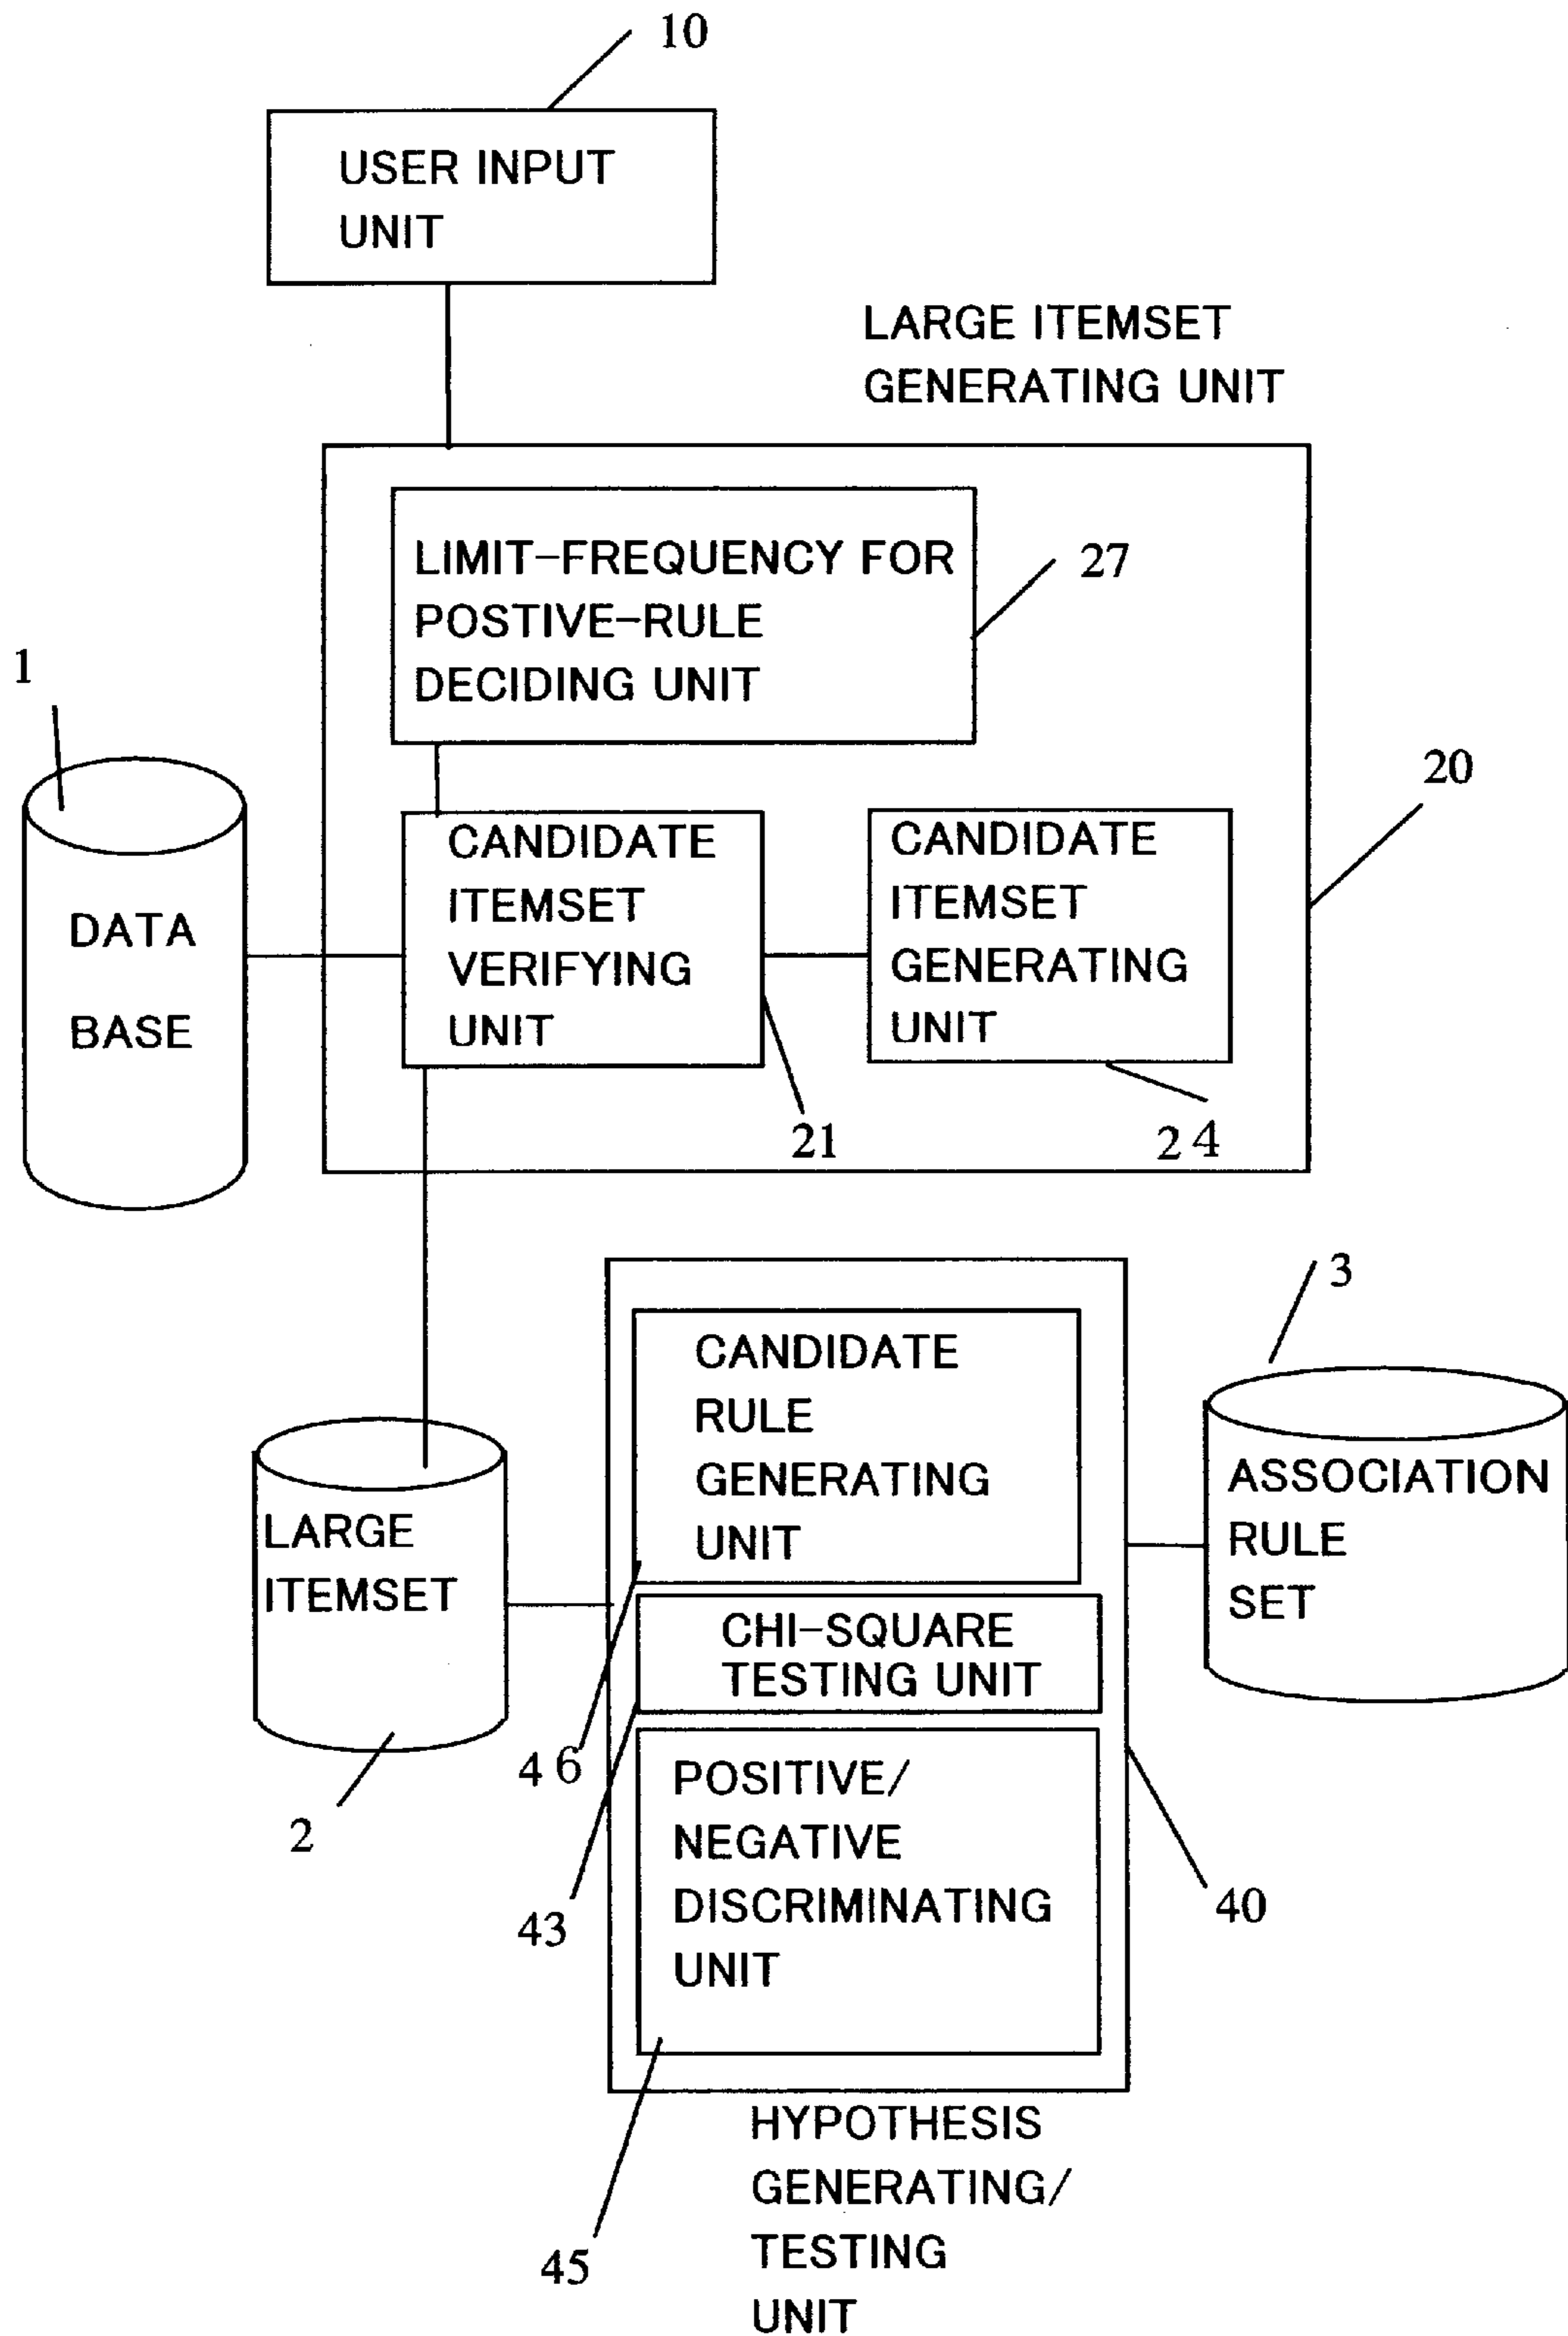 10
USER INPUT
UNIT
LARGE ITEMSET
GENERATING UNIT
LIMIT-FREQUENCY FOR
POSTIVE-RULE
DECIDING UNIT
27
1
DATA
BASE
CANDIDATE
ITEMSET
VERIFYING
UNIT
CANDIDATE
ITEMSET
GENERATING
UNIT
20
21
24
3
CANDIDATE
RULE
GENERATING
UNIT
LARGE
ITEMSET
ASSOCIATION
RULE
SET
CHI-SQUARE
TESTING UNIT
46
2
POSITIVE/
NEGATIVE
DISCRIMINATING
UNIT
43
40
45
HYPOTHESIS
GENERATING/
TESTING
UNIT